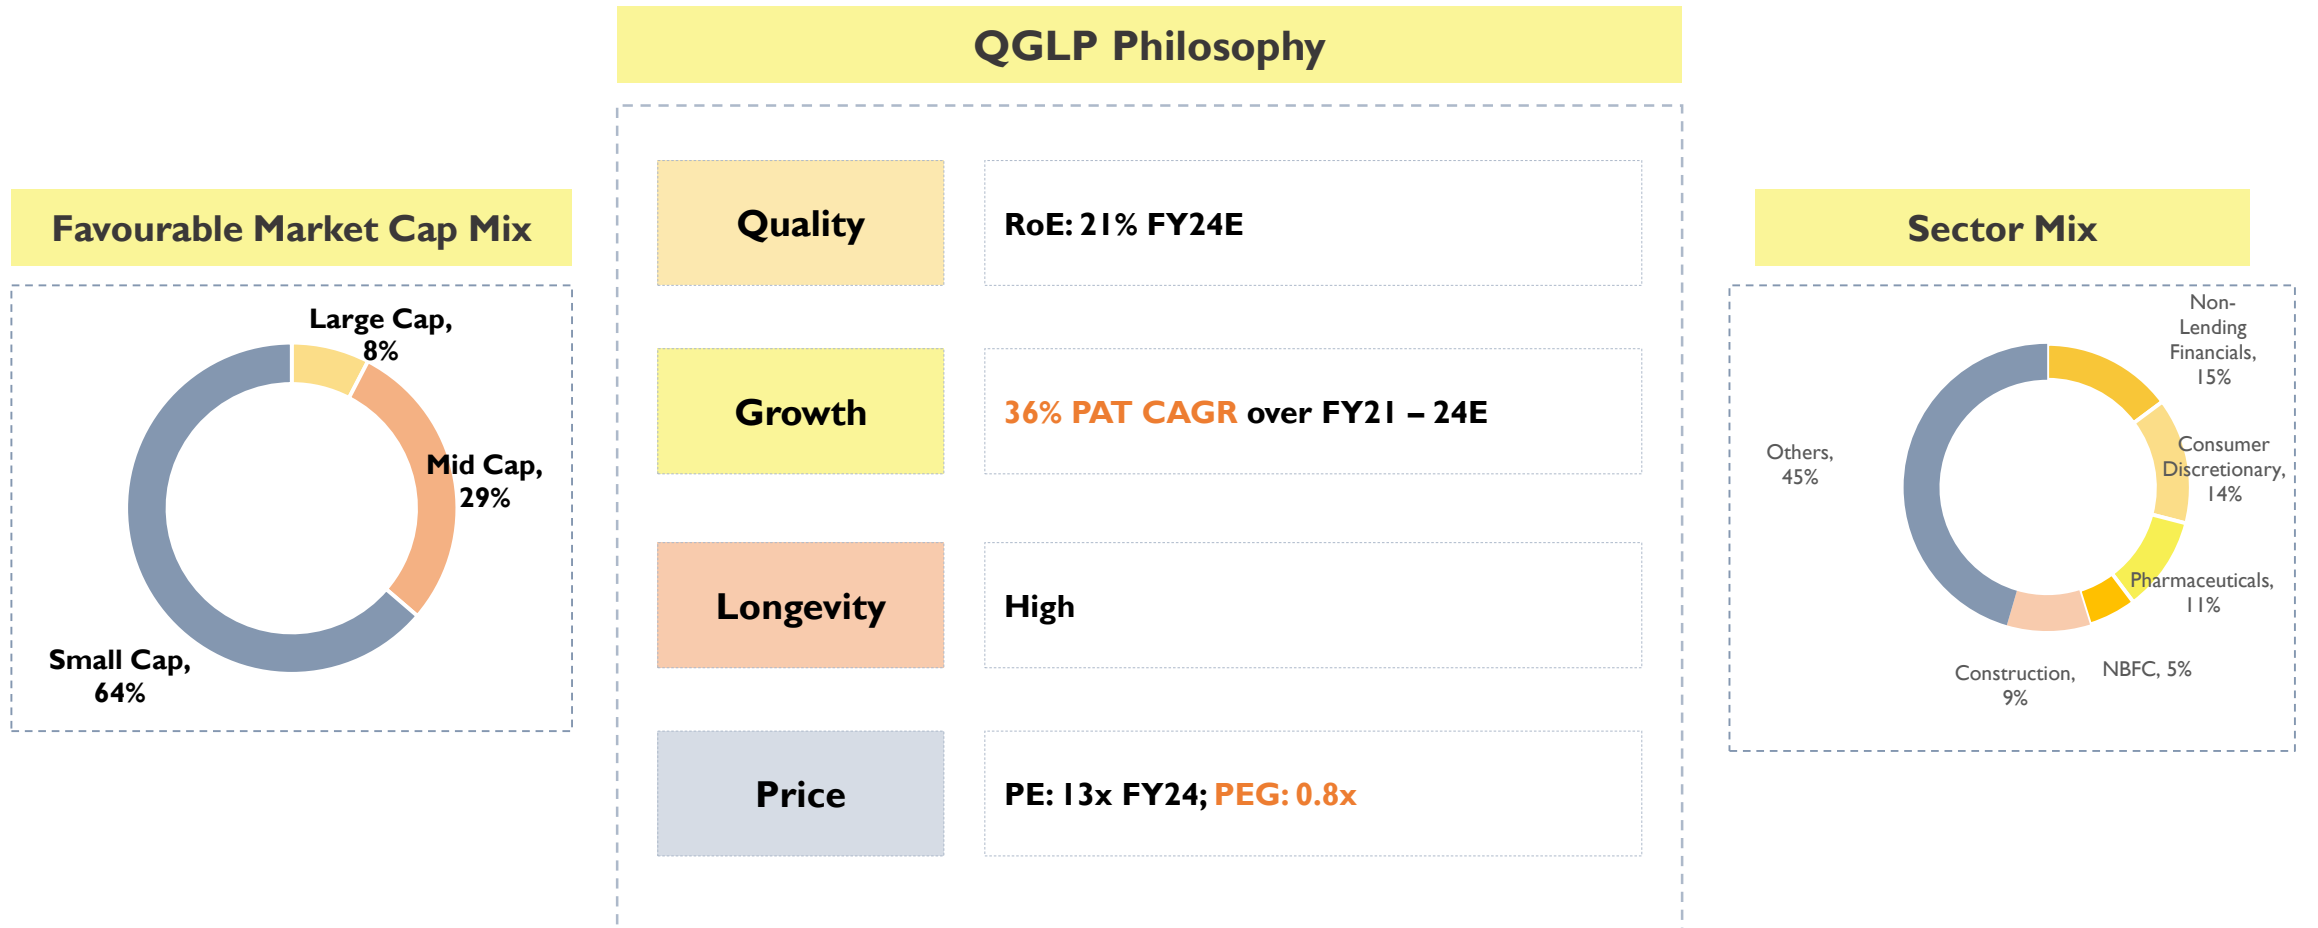 QGLP Philosophy
Favourable Market Cap Mix
Large Cap,
8%
Mid Cap,
29%
Small Cap,
64%
Quality
RoE: 21% FY24E
Growth
36% PAT CAGR over FY21 – 24E
Longevity
High
Price
PE: 13x FY24; PEG: 0.8x
Sector Mix
Non-
Lending
Financials,
15%
Consumer
Discretionary,
14%
Pharmaceuticals,
11%
NBFC, 5%
Construction,
9%
Others,
45%